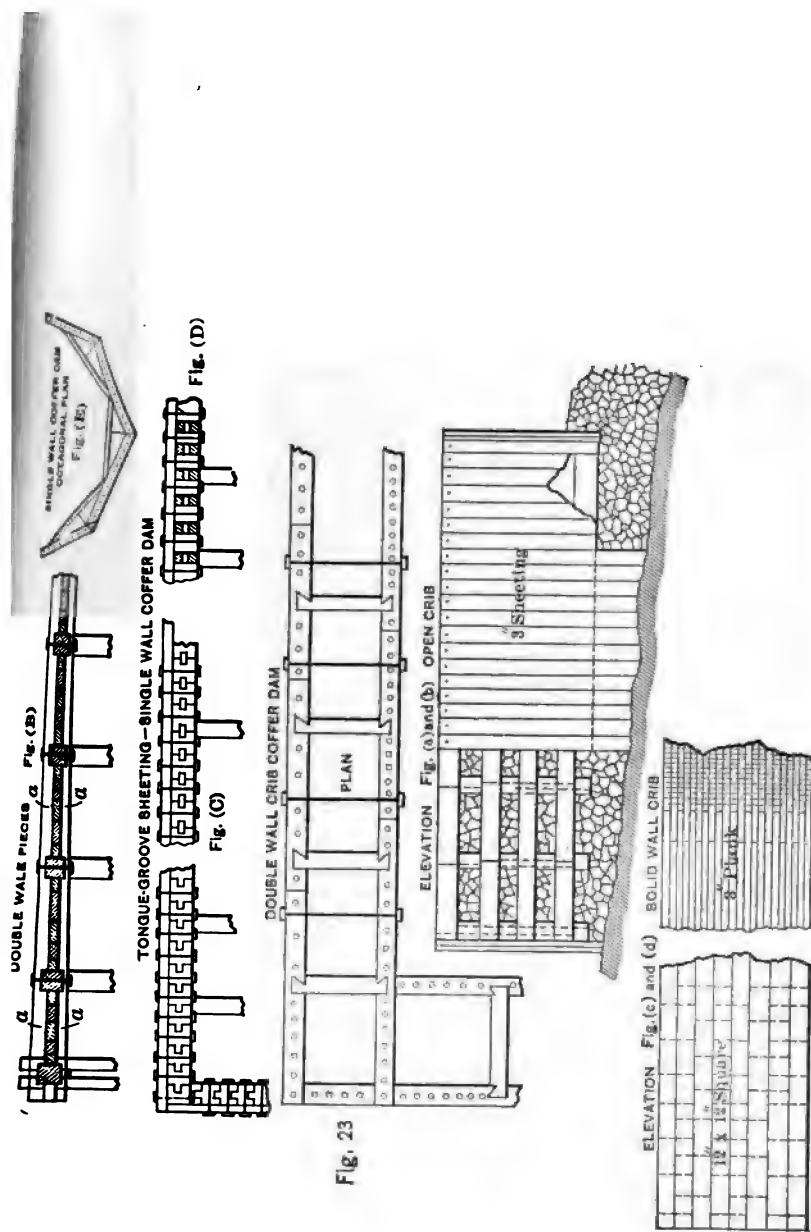 DOUBLE WALE PIECES
Fig. (B)
a
a
a
a
SINGLE WALL COFFER DAM
OCTAGONAL PLAN
Fig. (E)
TONGUE-GROOVE SHEETING—SINGLE WALL COFFER DAM
Fig. (C)
Fig. (D)
Fig. 23
DOUBLE WALL CRIB COFFER DAM
PLAN
ELEVATION Fig. (a) and (b) OPEN CRIB
3" Sheeting
ELEVATION Fig. (c) and (d) SOLID WALL CRIB
12" x 12" Square
3" Plank